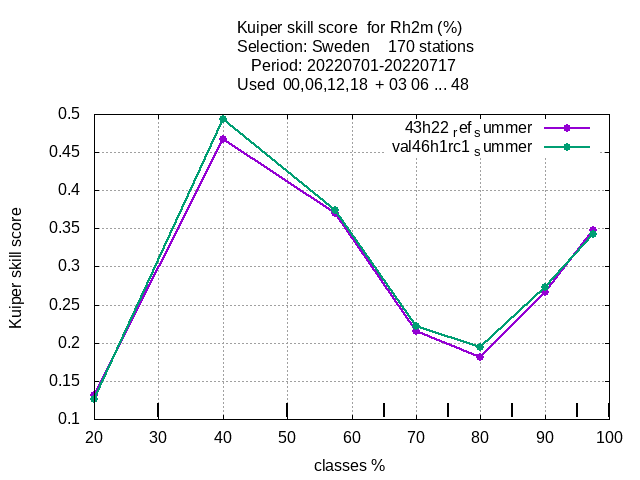 Kuiper skill score for Rh2m (%)
Selection: Sweden 170 stations
Period: 20220701-20220717
Used 00,06,12,18 + 03 06 ... 48
43h22 ref summer
val46h1rc1 summer
0.5
0.45
0.4
0.35
0.3
0.25
0.2
0.15
0.1
Kuiper skill score
20 30 40 50 60 70 80 90 100
classes %